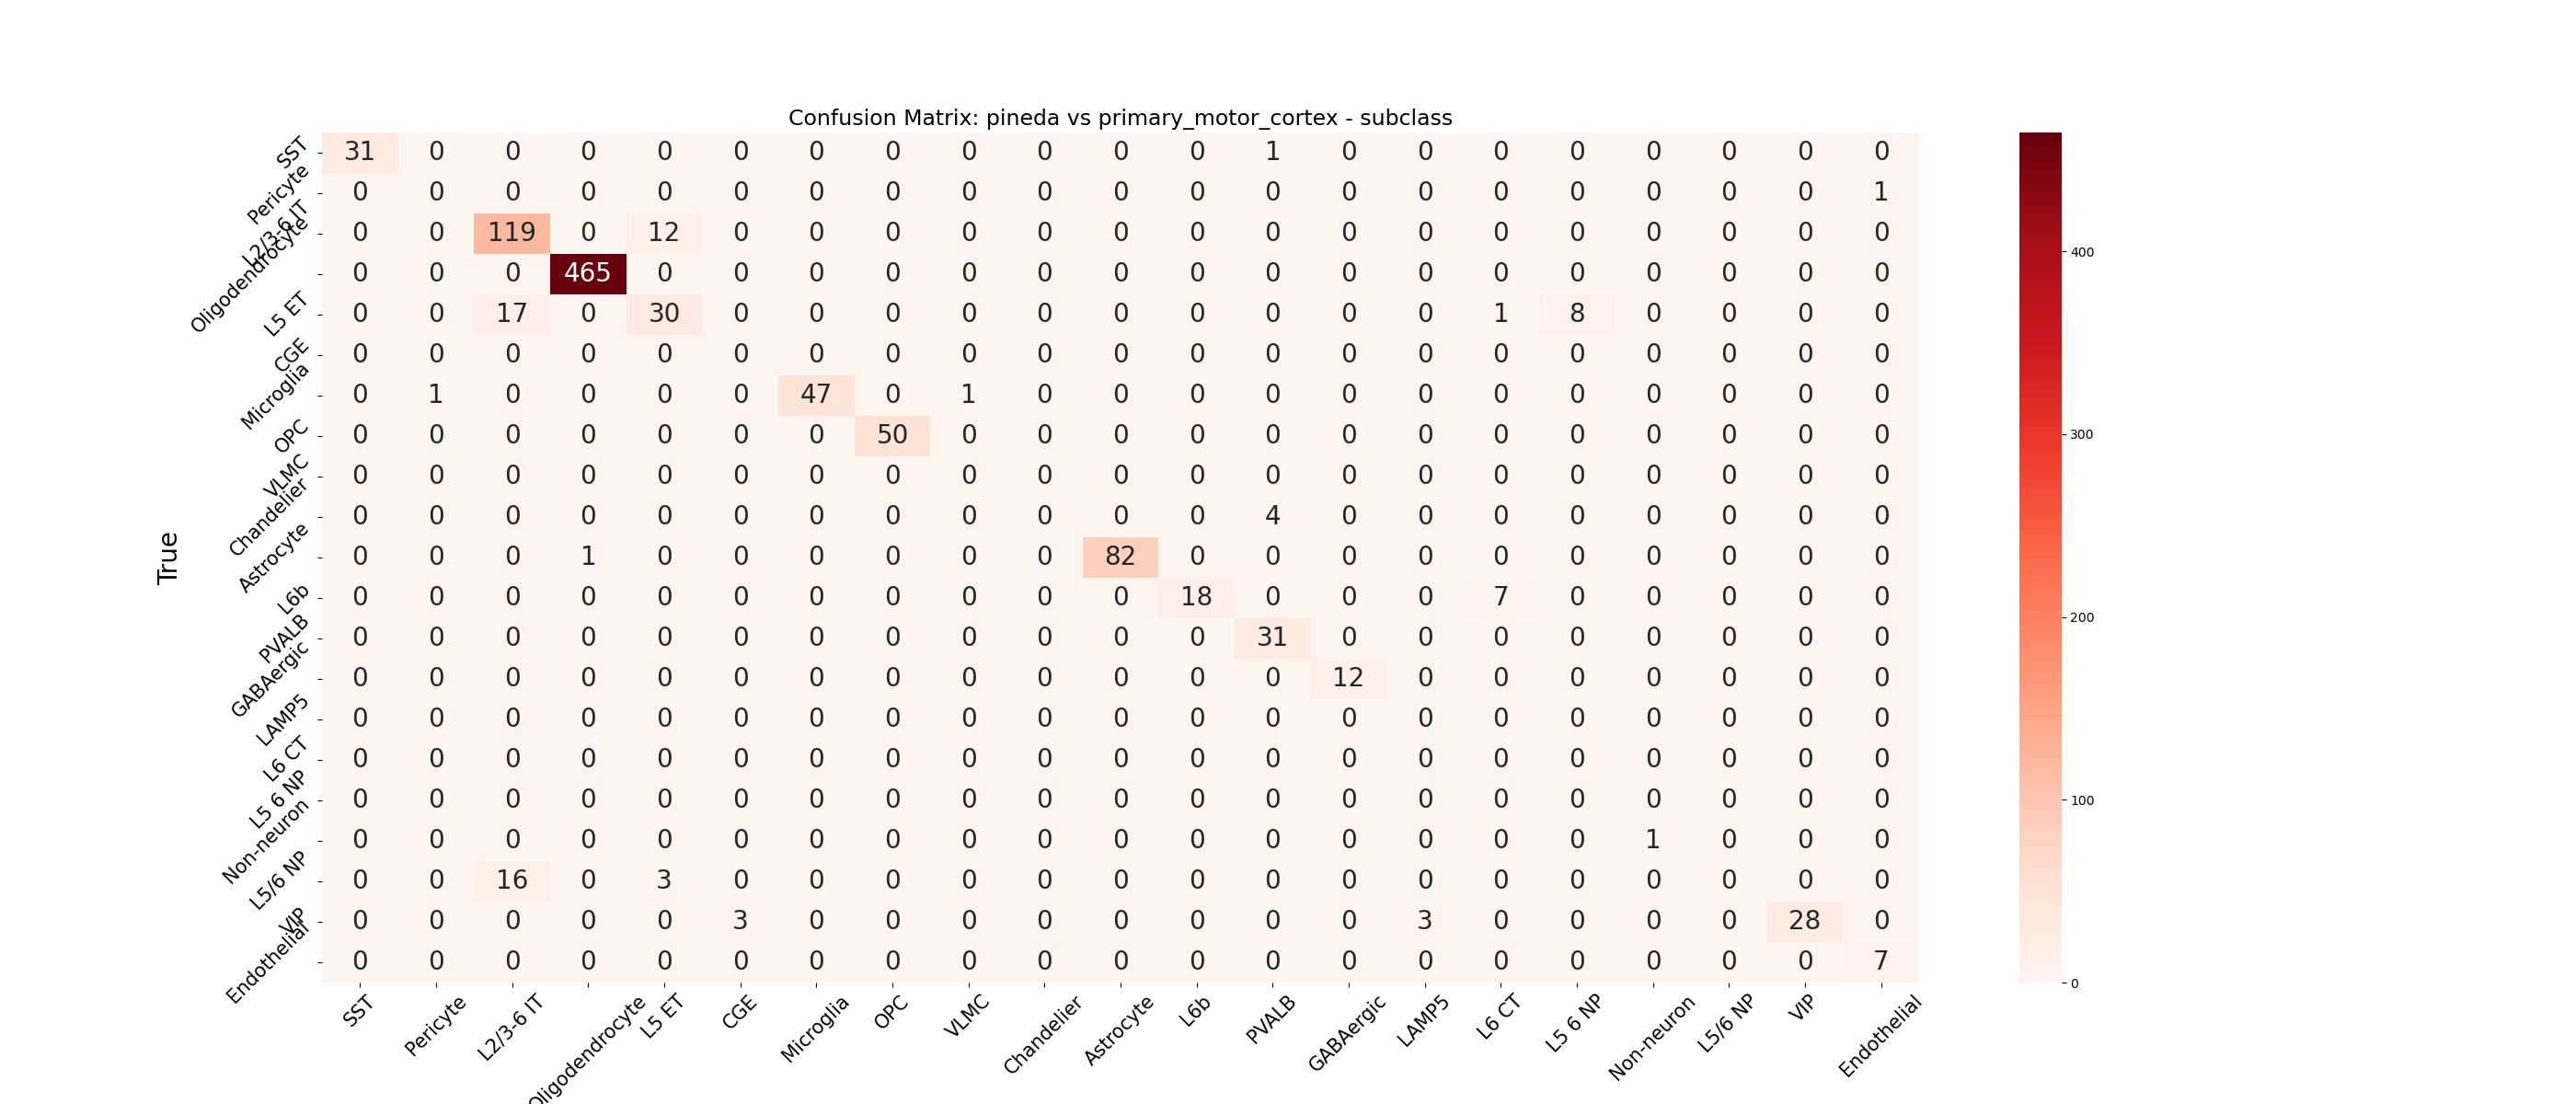 Confusion Matrix: pineda vs primary_motor_cortex - subclass
True
SST 31 0 0 0 0 0 0 0 0 0 0 0 1 0 0 0 0 0 0 0 0
Pericyte 0 0 0 0 0 0 0 0 0 0 0 0 0 0 0 0 0 0 0 0 1
L2/3-6 IT 0 0 119 0 12 0 0 0 0 0 0 0 0 0 0 0 0 0 0 0 0
Oligodendrocyte 0 0 0 465 0 0 0 0 0 0 0 0 0 0 0 0 0 0 0 0 0
L5 ET 0 0 17 0 30 0 0 0 0 0 0 0 0 0 0 1 8 0 0 0 0
CGE 0 0 0 0 0 0 0 0 0 0 0 0 0 0 0 0 0 0 0 0 0
Microglia 0 1 0 0 0 0 47 0 1 0 0 0 0 0 0 0 0 0 0 0 0
OPC 0 0 0 0 0 0 0 50 0 0 0 0 0 0 0 0 0 0 0 0 0
VLMC 0 0 0 0 0 0 0 0 0 0 0 0 0 0 0 0 0 0 0 0 0
Chandelier 0 0 0 0 0 0 0 0 0 0 0 0 4 0 0 0 0 0 0 0 0
Astrocyte 0 0 0 1 0 0 0 0 0 0 82 0 0 0 0 0 0 0 0 0 0
L6b 0 0 0 0 0 0 0 0 0 0 0 18 0 0 0 7 0 0 0 0 0
PVALB 0 0 0 0 0 0 0 0 0 0 0 0 31 0 0 0 0 0 0 0 0
GABAergic 0 0 0 0 0 0 0 0 0 0 0 0 0 12 0 0 0 0 0 0 0
LAMP5 0 0 0 0 0 0 0 0 0 0 0 0 0 0 0 0 0 0 0 0 0
L6 CT 0 0 0 0 0 0 0 0 0 0 0 0 0 0 0 0 0 0 0 0 0
L5 6 NP 0 0 0 0 0 0 0 0 0 0 0 0 0 0 0 0 0 0 0 0 0
Non-neuron 0 0 0 0 0 0 0 0 0 0 0 0 0 0 0 0 0 1 0 0 0
L5/6 NP 0 0 16 0 3 0 0 0 0 0 0 0 0 0 0 0 0 0 0 0 0
VIP 0 0 0 0 0 3 0 0 0 0 0 0 0 0 3 0 0 0 0 28 0
Endothelial 0 0 0 0 0 0 0 0 0 0 0 0 0 0 0 0 0 0 0 0 7
SST Pericyte L2/3-6 IT Oligodendrocyte L5 ET CGE Microglia OPC VLMC Chandelier Astrocyte L6b PVALB GABAergic LAMP5 L6 CT L5 6 NP Non-neuron L5/6 NP VIP Endothelial
400
300
200
100
0